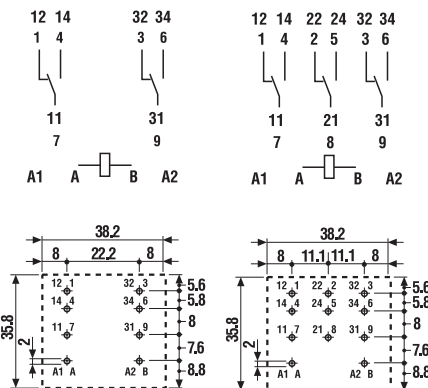 12 14 32 34
1 4 3 6
11 31
7 9
A1 A B A2
12 14 22 24 32 34
1 4 2 5 3 6
11 21 31
7 8 9
A1 A B A2
38.2
8 22.2 8
12 1 32 3
14 4 34 6
11 7 31 9
A1 A A2 B
35.8
2
5.6
5.8
8
7.6
8.8
38.2
8 11.1 11.1 8
12 1 22 2 32 3
14 4 24 5 34 6
11 7 21 8 31 9
A1 A A2 B
35.8
2
5.6
5.8
8
7.6
8.8